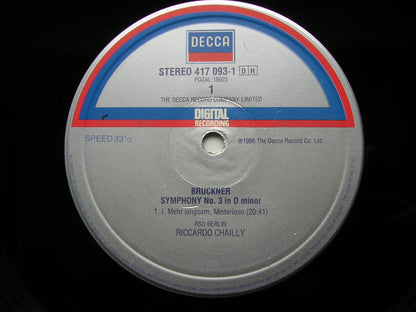 DECCA
STEREO 417 093-1 D H
PDZAL 18925
1
THE DECCA RECORD COMPANY LIMITED
DIGITAL
RECORDING
SPEED 33⅓
℗1986 The Decca Record Co. Ltd.
BRUCKNER
SYMPHONY No. 3 in D minor
1. I. Mehr langsam, Misterioso (20:41)
RSO BERLIN
RICCARDO CHAILLY